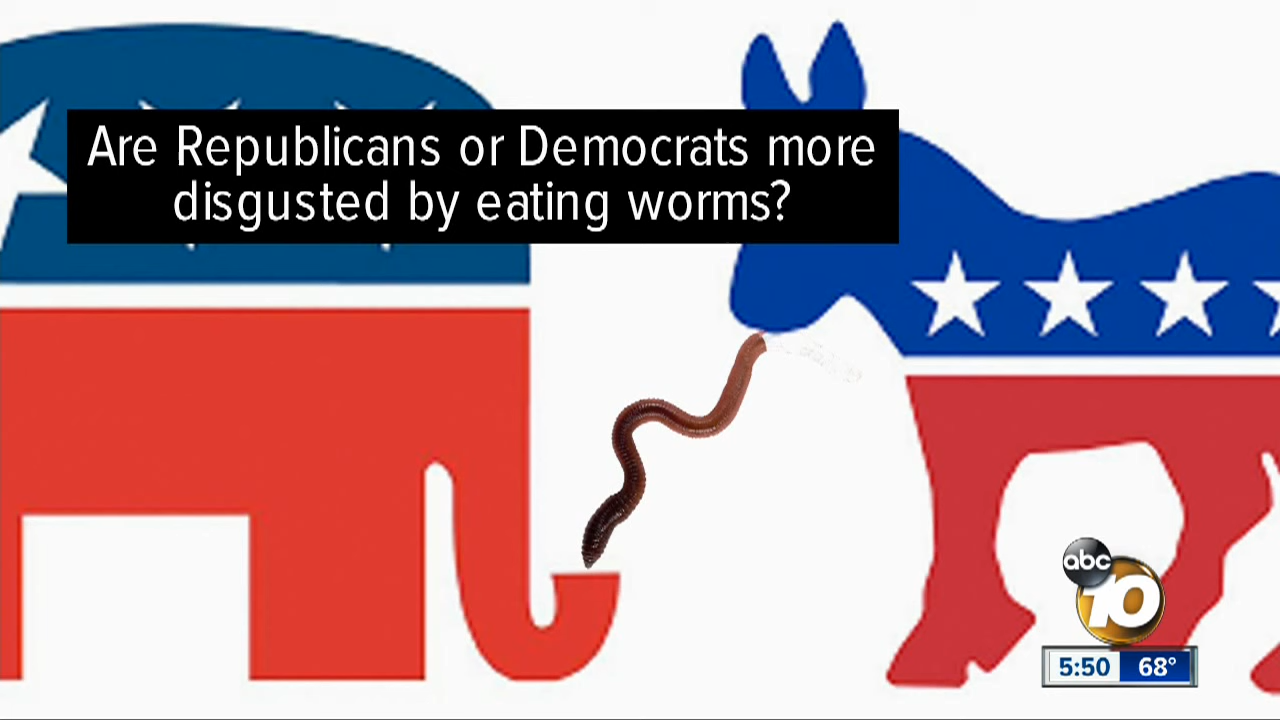 Are Republicans or Democrats more
disgusted by eating worms?
abc
10
5:50 68°